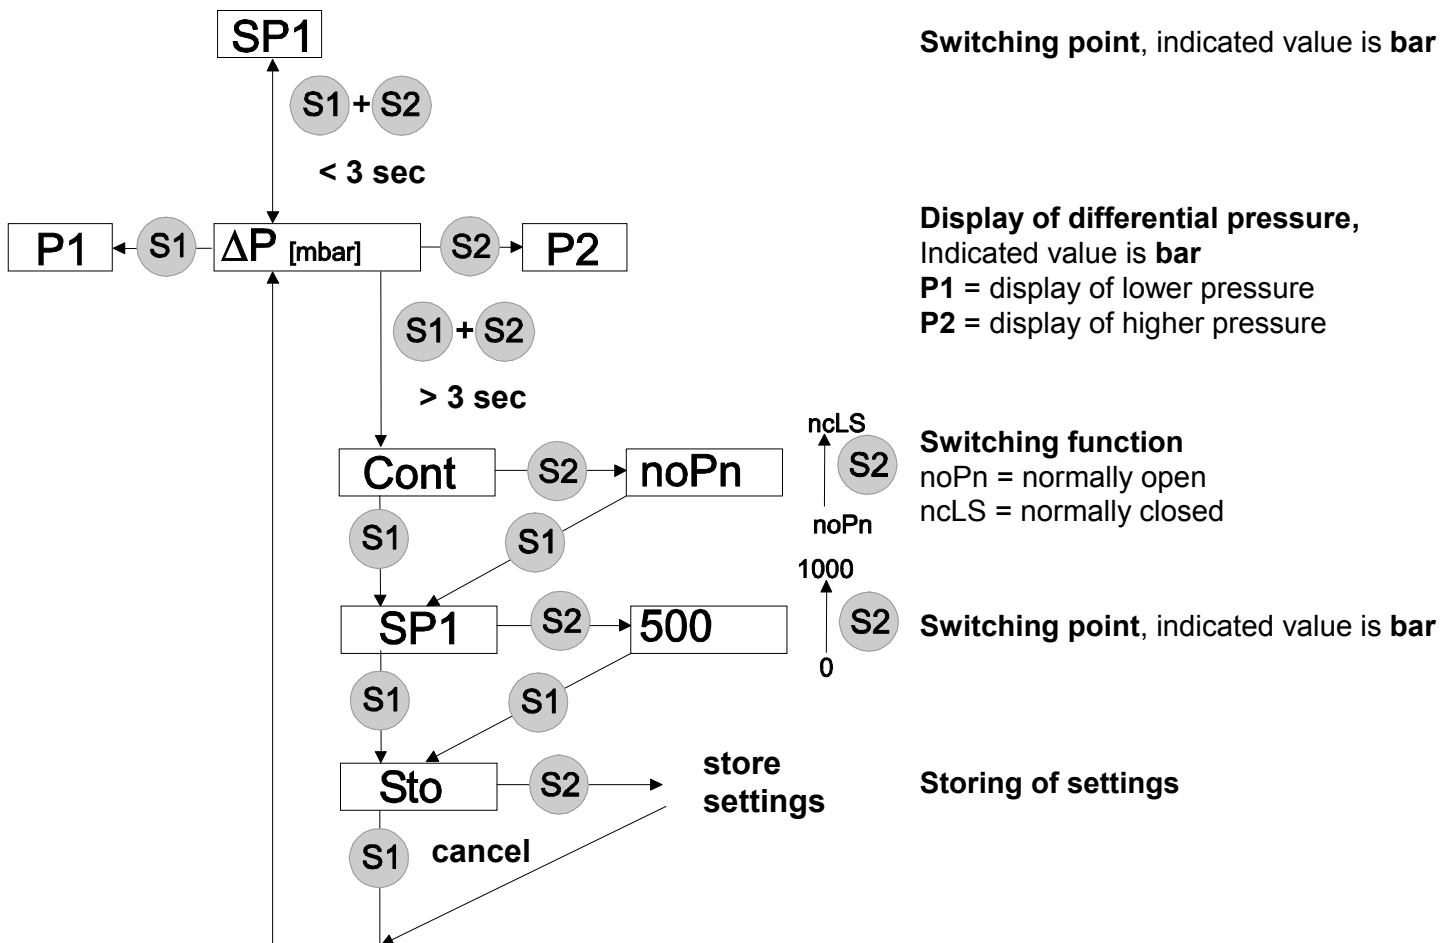 SP1
Switching point, indicated value is bar
S1 + S2
< 3 sec
P1
S1
ΔP [mbar]
S2
P2
Display of differential pressure,
Indicated value is bar
P1 = display of lower pressure
P2 = display of higher pressure
S1 + S2
> 3 sec
Cont
S2
noPn
ncLS
S2
noPn
Switching function
noPn = normally open
ncLS = normally closed
S1
S1
SP1
S2
500
1000
S2
0
Switching point, indicated value is bar
S1
S1
Sto
S2
store
settings
Storing of settings
S1
cancel